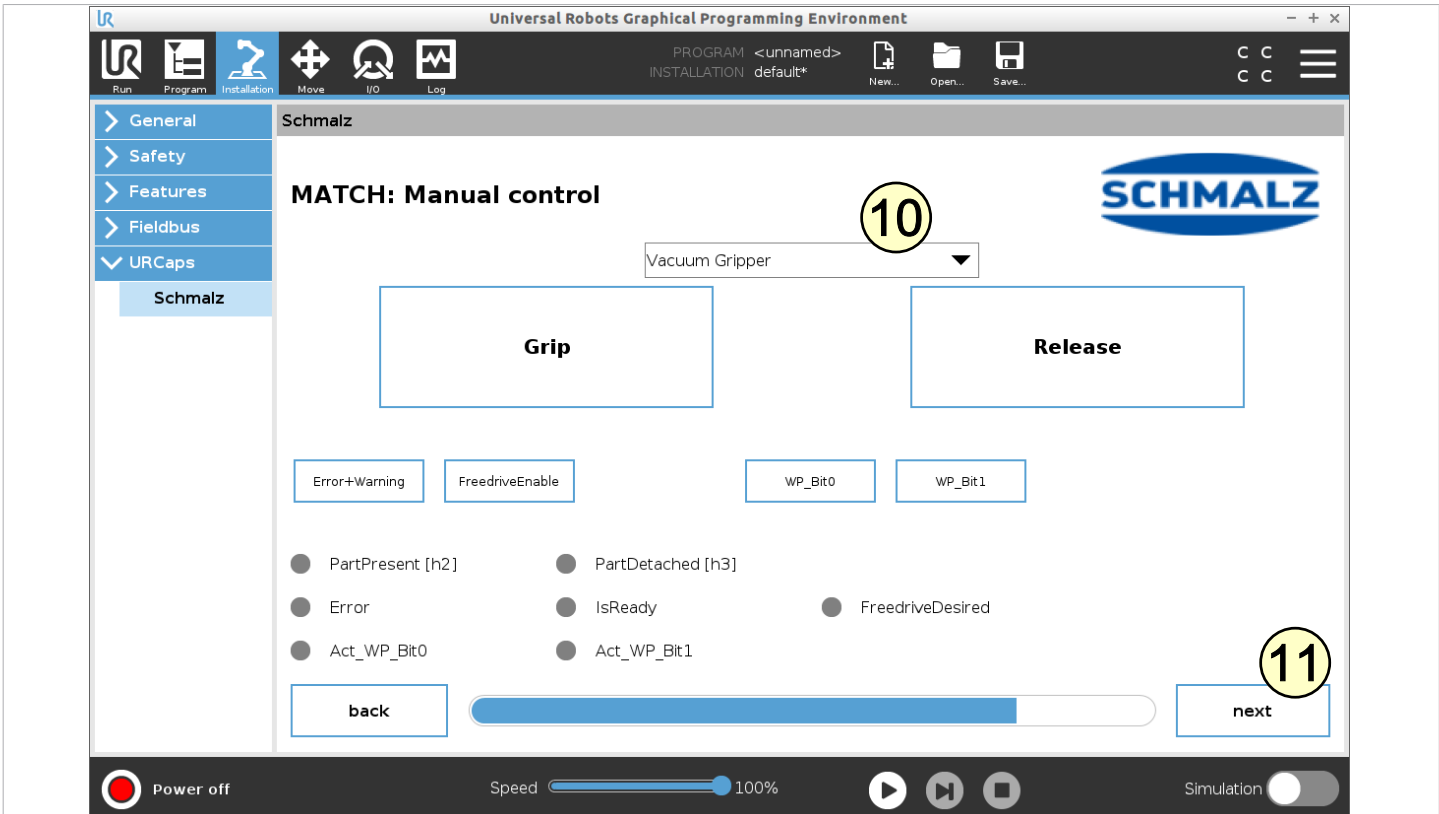 Universal Robots Graphical Programming Environment
Run
Program
Installation
Move
I/O
Log
PROGRAM <unnamed>
INSTALLATION default*
New...
Open...
Save...
C C
C C
General
Safety
Features
Fieldbus
URCaps
Schmalz
Schmalz
MATCH: Manual control
SCHMALZ
10
Vacuum Gripper
Grip
Release
Error+Warning
FreedriveEnable
WP_Bit0
WP_Bit1
PartPresent [h2]
PartDetached [h3]
Error
IsReady
FreedriveDesired
Act_WP_Bit0
Act_WP_Bit1
11
back
next
Power off
Speed
100%
Simulation